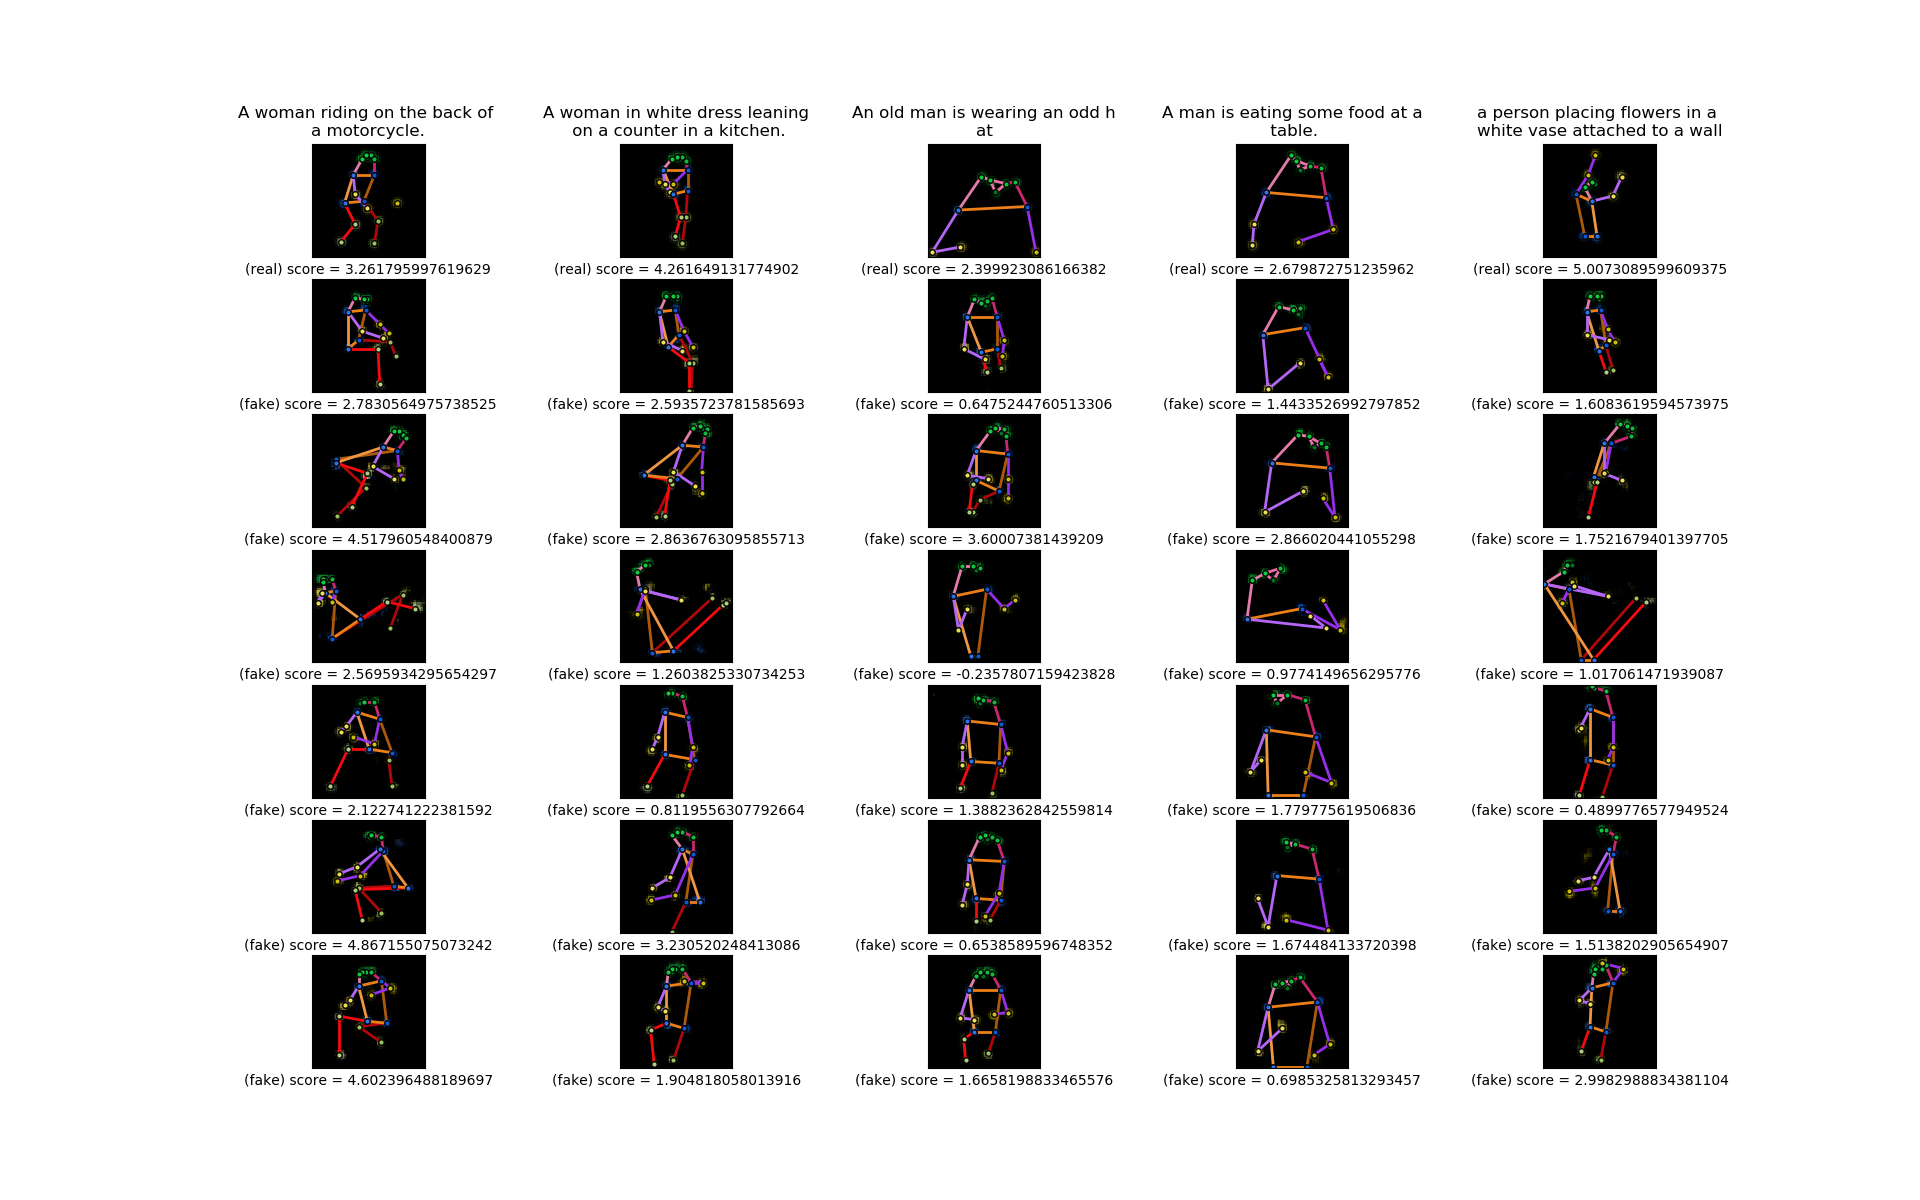 A woman riding on the back of
a motorcycle.
A woman in white dress leaning
on a counter in a kitchen.
An old man is wearing an odd h
at
A man is eating some food at a
table.
a person placing flowers in a
white vase attached to a wall
(real) score = 3.261795997619629
(real) score = 4.261649131774902
(real) score = 2.399923086166382
(real) score = 2.679872751235962
(real) score = 5.0073089599609375
(fake) score = 2.7830564975738525
(fake) score = 2.5935723781585693
(fake) score = 0.6475244760513306
(fake) score = 1.4433526992797852
(fake) score = 1.6083619594573975
(fake) score = 4.517960548400879
(fake) score = 2.8636763095855713
(fake) score = 3.60007381439209
(fake) score = 2.866020441055298
(fake) score = 1.7521679401397705
(fake) score = 2.5695934295654297
(fake) score = 1.2603825330734253
(fake) score = -0.2357807159423828
(fake) score = 0.9774149656295776
(fake) score = 1.017061471939087
(fake) score = 2.122741222381592
(fake) score = 0.8119556307792664
(fake) score = 1.3882362842559814
(fake) score = 1.779775619506836
(fake) score = 0.4899776577949524
(fake) score = 4.867155075073242
(fake) score = 3.230520248413086
(fake) score = 0.6538589596748352
(fake) score = 1.674484133720398
(fake) score = 1.5138202905654907
(fake) score = 4.602396488189697
(fake) score = 1.904818058013916
(fake) score = 1.6658198833465576
(fake) score = 0.6985325813293457
(fake) score = 2.9982988834381104